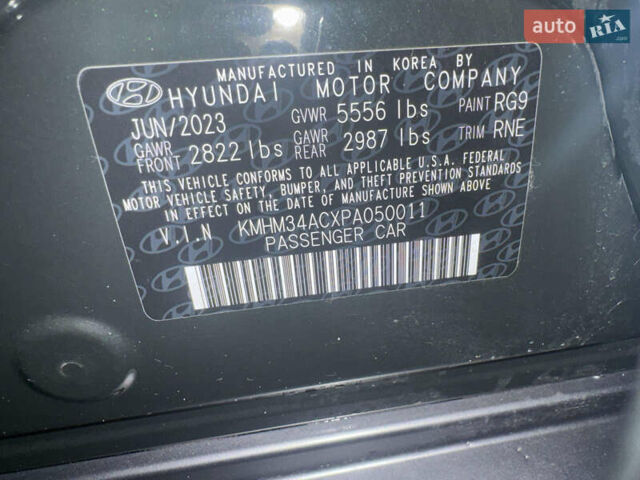 auto RIA
.com
MANUFACTURED IN KOREA BY
HYUNDAI MOTOR COMPANY
JUN/2023 GVWR 5556 lbs PAINT RG9
GAWR FRONT 2822 lbs GAWR REAR 2987 lbs TRIM RNE
THIS VEHICLE CONFORMS TO ALL APPLICABLE U.S.A. FEDERAL
MOTOR VEHICLE SAFETY, BUMPER, AND THEFT PREVENTION STANDARDS
IN EFFECT ON THE DATE OF MANUFACTURE SHOWN ABOVE.
V.I.N KMHM34ACXPA050011
PASSENGER CAR